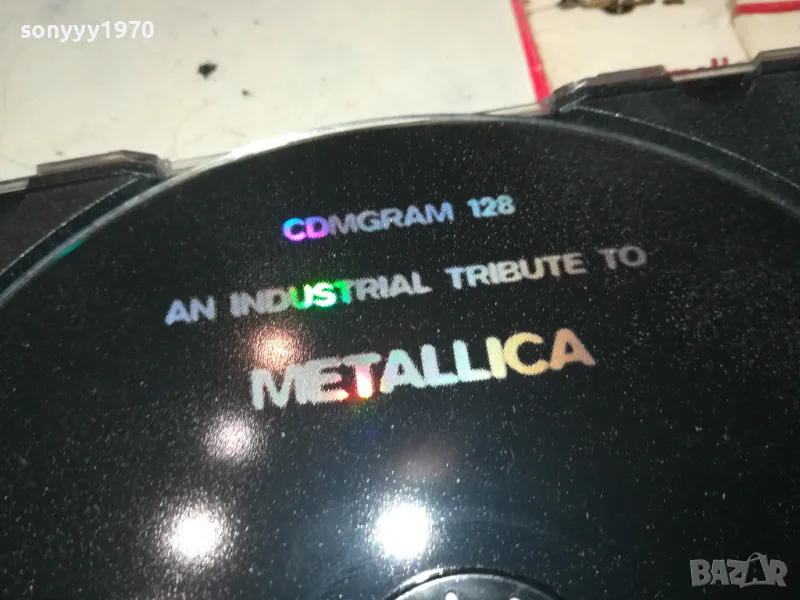 sonyyy1970
CDMGRAM 128
AN INDUSTRIAL TRIBUTE TO
METALLICA
BAZAR